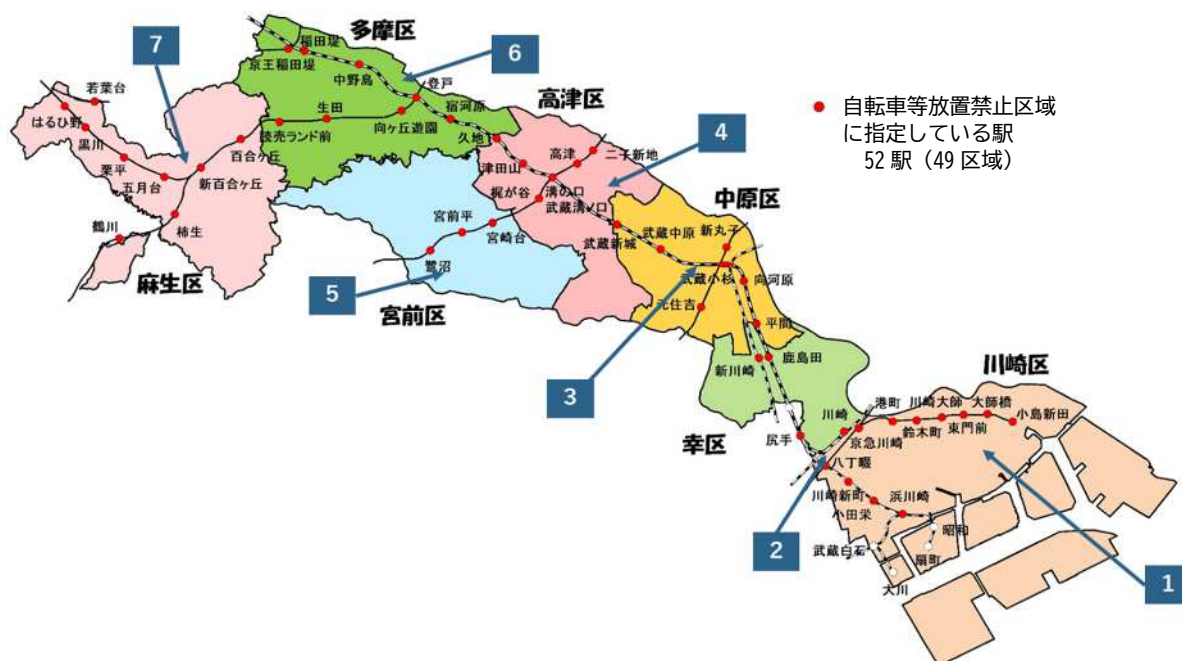 多摩区
7
6
稲田堤
京王稲田堤
中野島
登戸
高津区
若葉台
はるひ野
黒川
栗平
五月台
新百合ヶ丘
百合ヶ丘
読売ランド前
生田
向ヶ丘遊園
宿河原
久地
高津
二子新地
4
● 自転車等放置禁止区域
に指定している駅
52 駅（49 区域）
津田山
梶が谷
溝の口
武蔵溝ノ口
中原区
鶴川
柿生
麻生区
宮前平
宮崎台
鷺沼
5
宮前区
武蔵新城
武蔵中原
新丸子
武蔵小杉
向河原
元住吉
平間
3
新川崎
鹿島田
幸区
尻手
川崎区
川崎
港町
京急川崎
鈴木町
川崎大師
東門前
大師橋
小島新田
八丁畷
川崎新町
小田栄
浜川崎
2
武蔵白石
昭和
扇町
大川
1